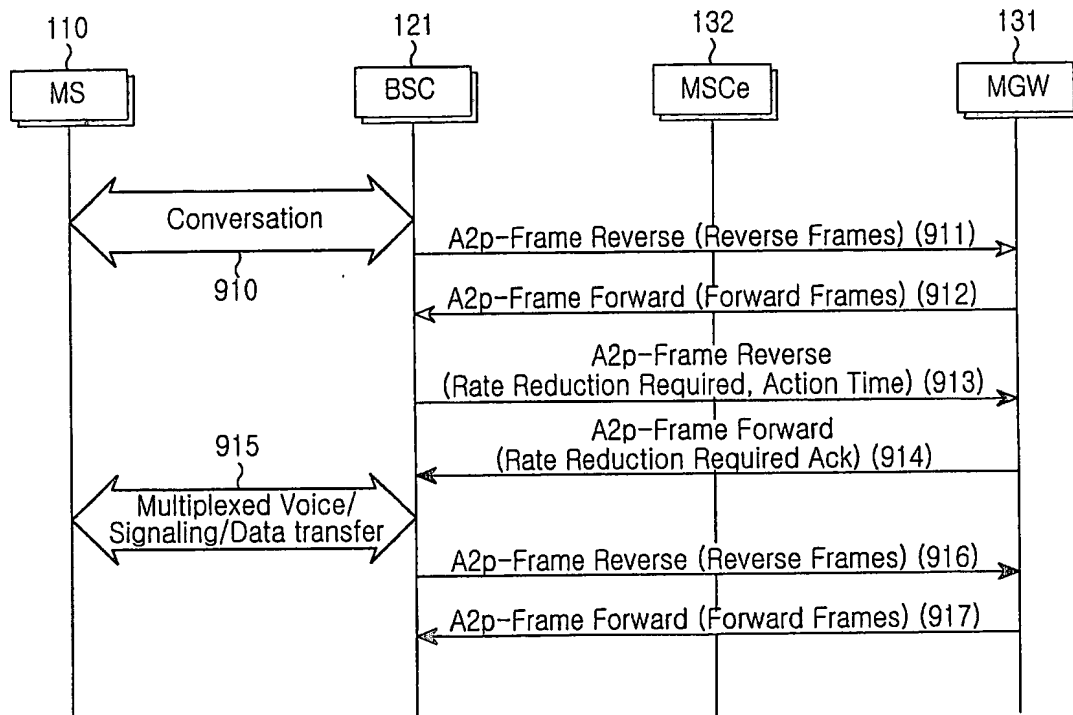 110
121
132
131
MS
BSC
MSCe
MGW
Conversation
910
A2p-Frame Reverse (Reverse Frames) (911)
A2p-Frame Forward (Forward Frames) (912)
A2p-Frame Reverse
(Rate Reduction Required, Action Time) (913)
A2p-Frame Forward
(Rate Reduction Required Ack) (914)
915
Multiplexed Voice/
Signaling/Data transfer
A2p-Frame Reverse (Reverse Frames) (916)
A2p-Frame Forward (Forward Frames) (917)